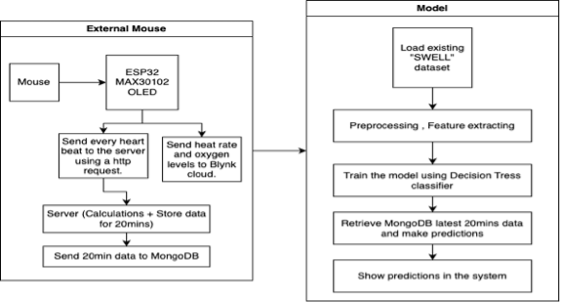 External Mouse
Mouse
ESP32
MAX30102
OLED
Send every heart
beat to the server
using a http
request.
Send heat rate
and oxygen
levels to Blynk
cloud.
Server (Calculations + Store data
for 20mins)
Send 20min data to MongoDB
Model
Load existing
"SWELL"
dataset
Preprocessing , Feature extracting
Train the model using Decision Tress
classifier
Retrieve MongoDB latest 20mins data
and make predictions
Show predictions in the system